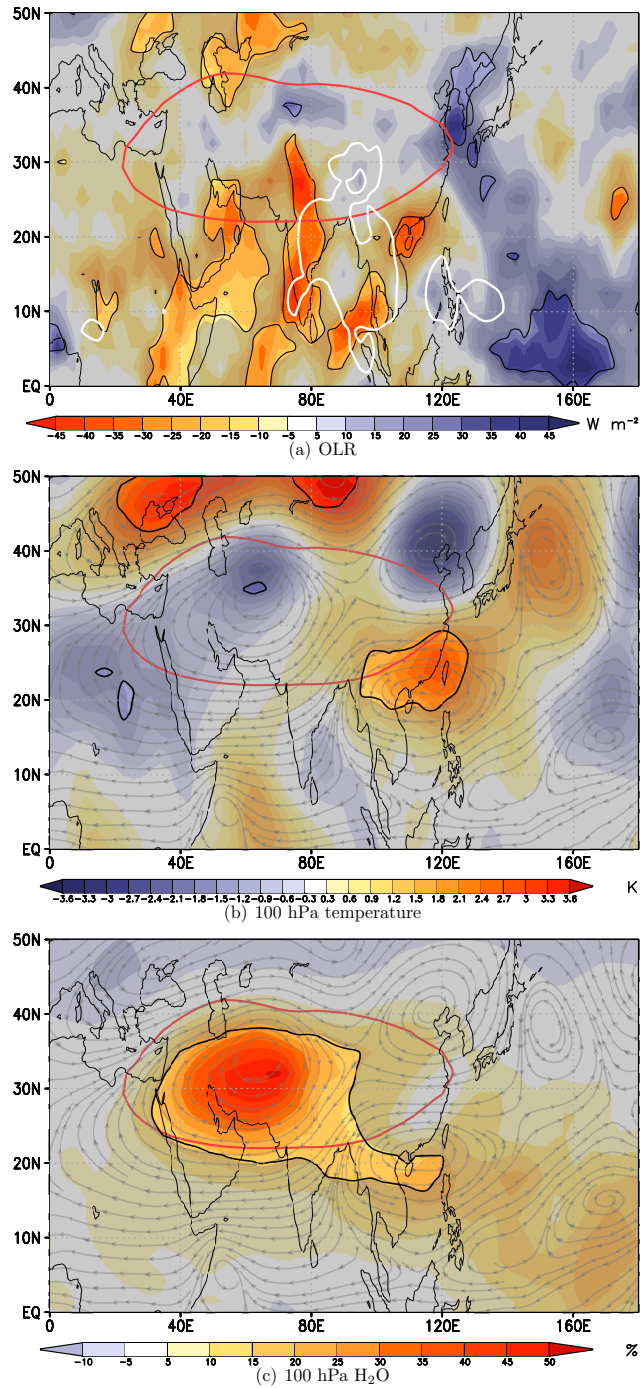 50N
40N
30N
20N
10N
EQ
0 40E 80E 120E 160E
-45 -40 -35 -30 -25 -20 -15 -10 -5 5 10 15 20 25 30 35 40 45 W m⁻²
(a) OLR
50N
40N
30N
20N
10N
EQ
0 40E 80E 120E 160E
-3.6 -3.3 -3 -2.7 -2.4 -2.1 -1.8 -1.5 -1.2 -0.9 -0.6 -0.3 0.3 0.6 0.9 1.2 1.5 1.8 2.1 2.4 2.7 3 3.3 3.6 K
(b) 100 hPa temperature
50N
40N
30N
20N
10N
EQ
0 40E 80E 120E 160E
-10 -5 5 10 15 20 25 30 35 40 45 50 %
(c) 100 hPa H₂O